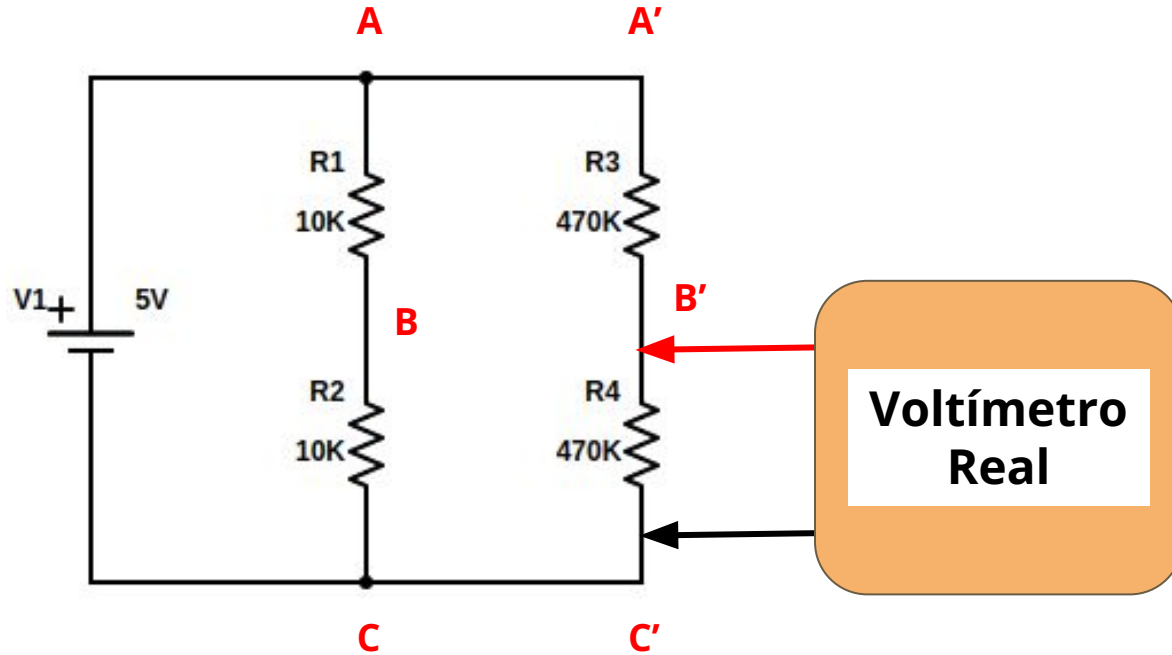 A
A’
R1
10K
R3
470K
V1
+
5V
B
B’
R2
10K
R4
470K
Voltímetro
Real
C
C’